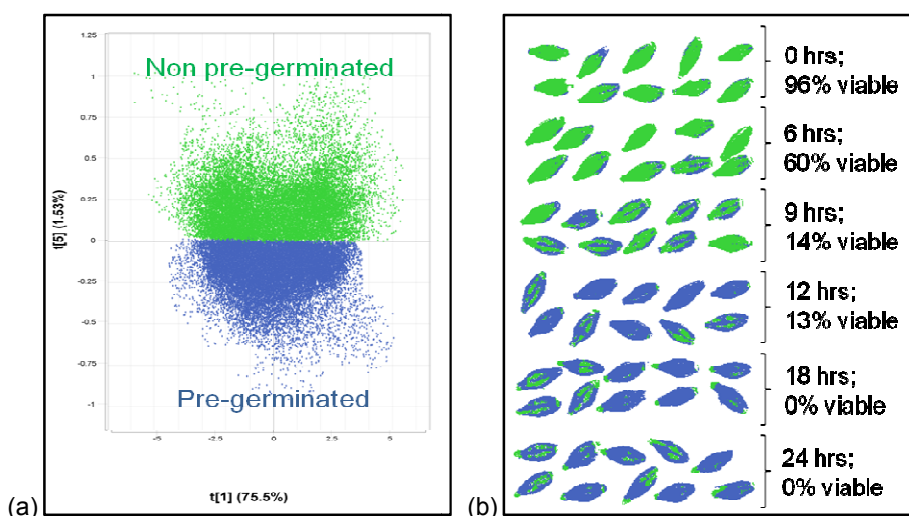 1.25
1
0.75
0.5
0.25
0
-0.25
-0.5
-0.75
-1
Non pre-germinated
Pre-germinated
t[5] (1.53%)
-5
-2.5
0
2.5
5
t[1] (75.5%)
(a)
0 hrs;
96% viable
6 hrs;
60% viable
9 hrs;
14% viable
12 hrs;
13% viable
18 hrs;
0% viable
24 hrs;
0% viable
(b)